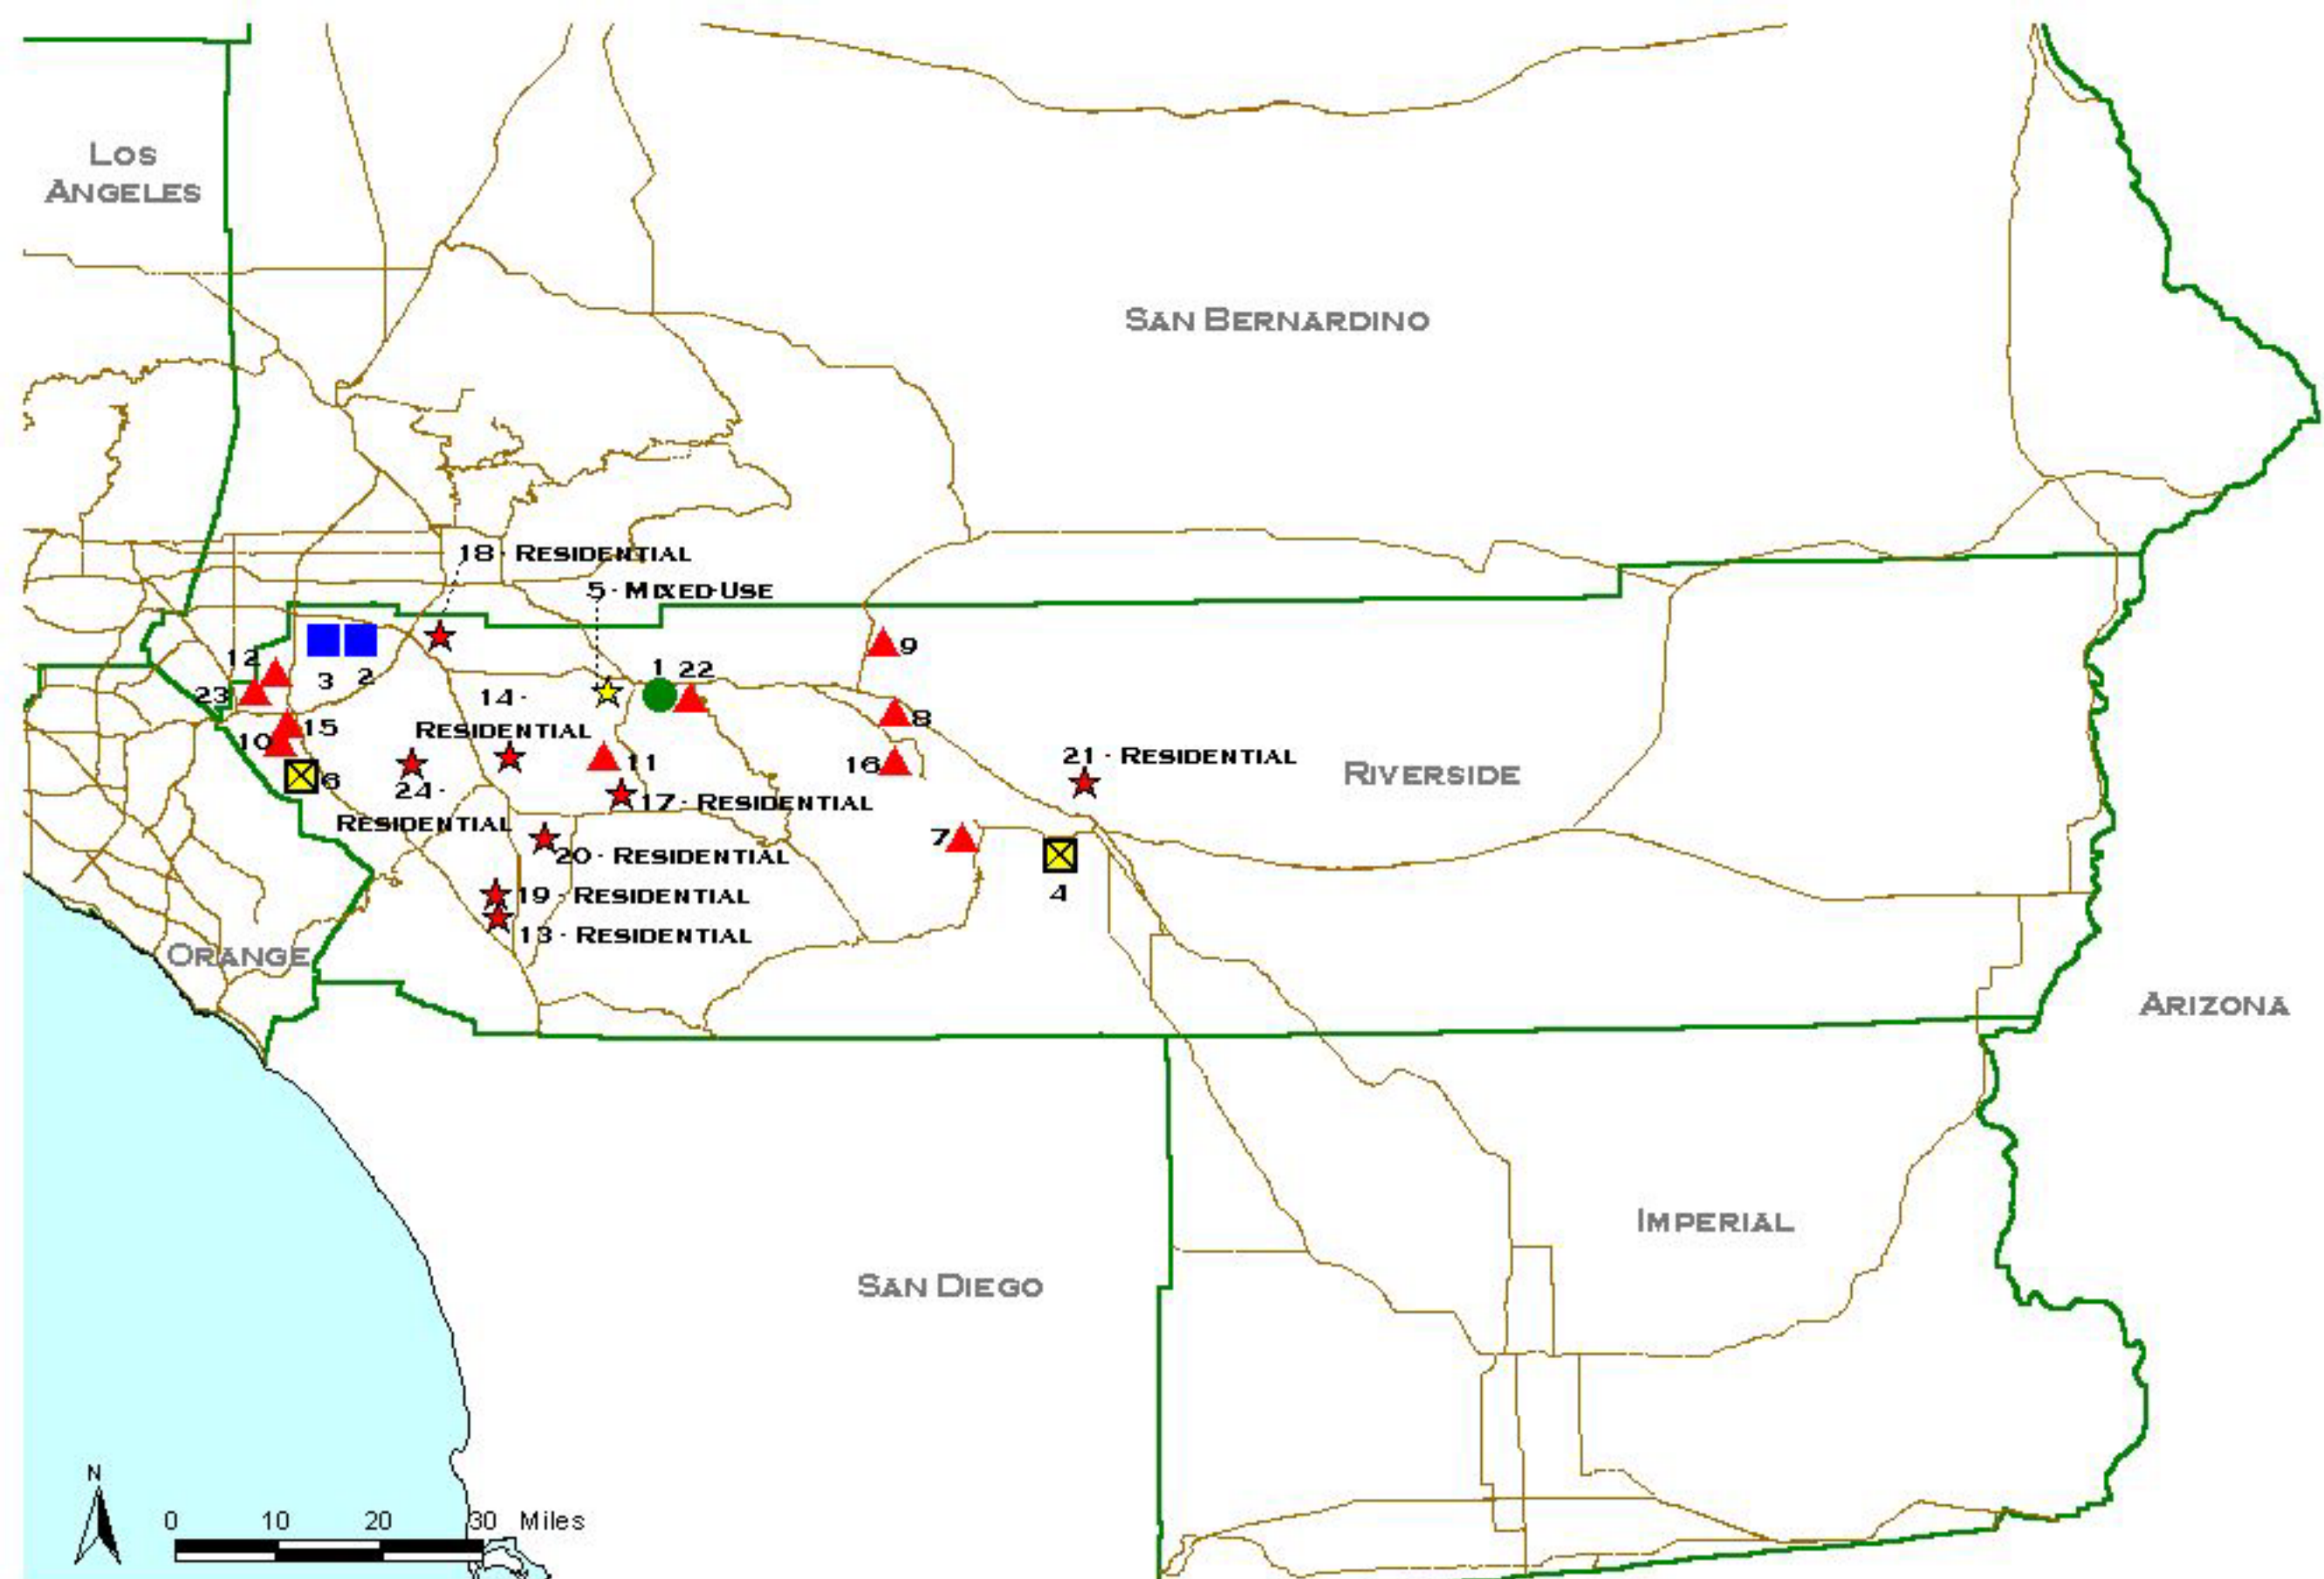 LOS
ANGELES
SAN BERNARDINO
18 - RESIDENTIAL
5 - MIXED-USE
12
3
2
23
1
22
9
14 -
RESIDENTIAL
15
10
6
24 -
RESIDENTIAL
11
17 - RESIDENTIAL
8
16
21 - RESIDENTIAL
RIVERSIDE
7
4
20 - RESIDENTIAL
19 - RESIDENTIAL
13 - RESIDENTIAL
ORANGE
ARIZONA
IMPERIAL
SAN DIEGO
N
0 10 20 30 Miles